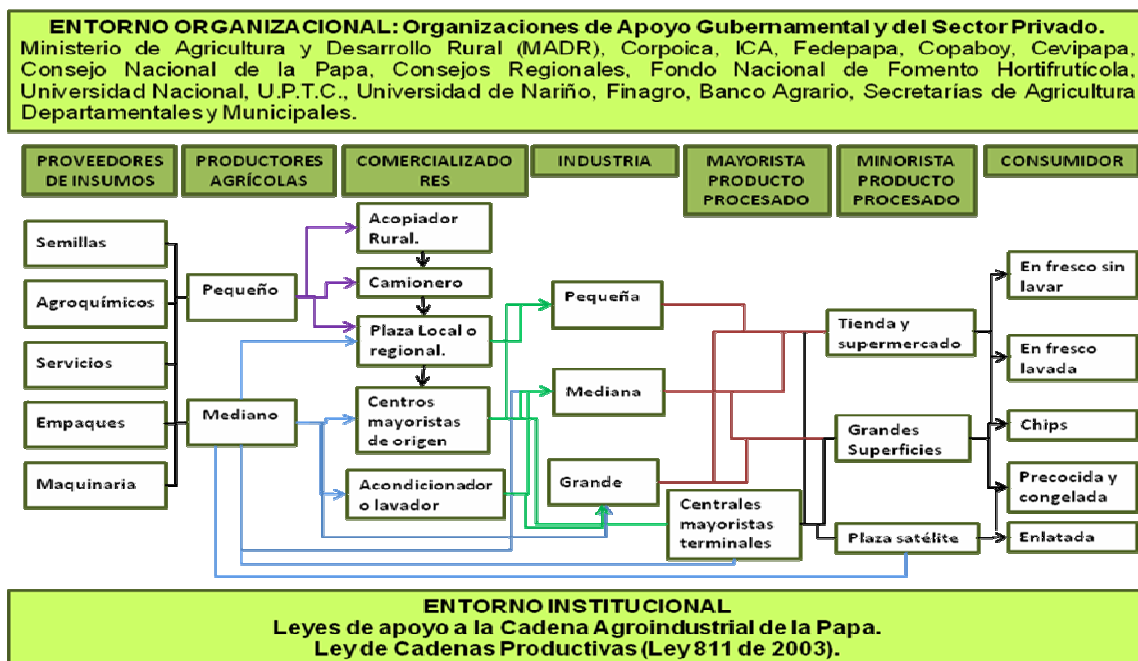 ENTORNO ORGANIZACIONAL: Organizaciones de Apoyo Gubernamental y del Sector Privado.
Ministerio de Agricultura y Desarrollo Rural (MADR), Corpoica, ICA, Fedepapa, Copaboy, Cevipapa,
Consejo Nacional de la Papa, Consejos Regionales, Fondo Nacional de Fomento Hortifrutícola,
Universidad Nacional, U.P.T.C., Universidad de Nariño, Finagro, Banco Agrario, Secretarías de Agricultura
Departamentales y Municipales.
PROVEEDORES
DE INSUMOS
PRODUCTORES
AGRÍCOLAS
COMERCIALIZADO
RES
INDUSTRIA
MAYORISTA
PRODUCTO
PROCESADO
MINORISTA
PRODUCTO
PROCESADO
CONSUMIDOR
Semillas
Agroquímicos
Servicios
Empaques
Maquinaria
Pequeño
Mediano
Acopiador
Rural.
Camionero
Plaza Local o
regional.
Centros
mayoristas
de origen
Acondicionador
o lavador
Pequeña
Mediana
Grande
Centrales
mayoristas
terminales
Tienda y
supermercado
Grandes
Superficies
Plaza satélite
En fresco sin
lavar
En fresco
lavada
Chips
Precocida y
congelada
Enlatada
ENTORNO INSTITUCIONAL
Leyes de apoyo a la Cadena Agroindustrial de la Papa.
Ley de Cadenas Productivas (Ley 811 de 2003).